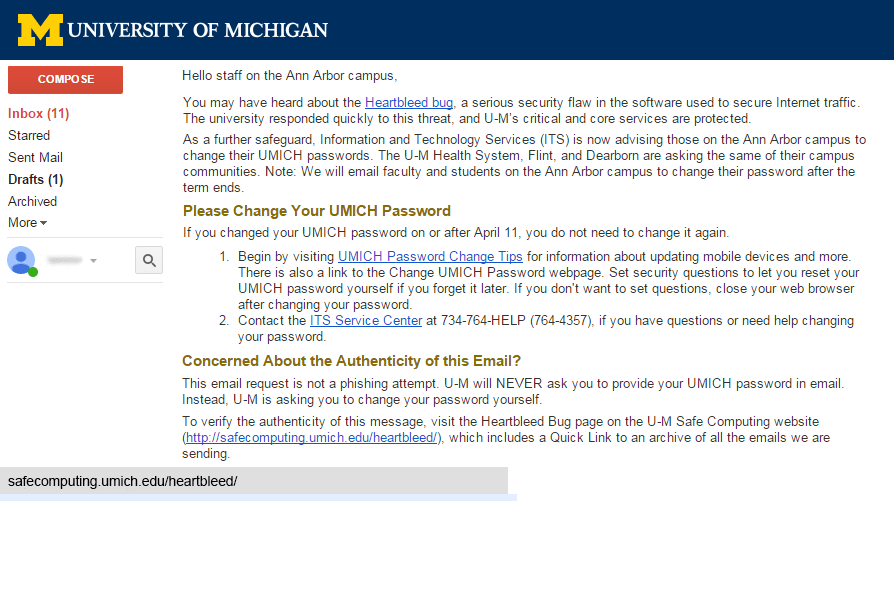 M UNIVERSITY OF MICHIGAN
COMPOSE
Inbox (11)
Starred
Sent Mail
Drafts (1)
Archived
More
Hello staff on the Ann Arbor campus,
You may have heard about the Heartbleed bug, a serious security flaw in the software used to secure Internet traffic.
The university responded quickly to this threat, and U-M's critical and core services are protected.
As a further safeguard, Information and Technology Services (ITS) is now advising those on the Ann Arbor campus to
change their UMICH passwords. The U-M Health System, Flint, and Dearborn are asking the same of their campus
communities. Note: We will email faculty and students on the Ann Arbor campus to change their password after the
term ends.
Please Change Your UMICH Password
If you changed your UMICH password on or after April 11, you do not need to change it again.
1. Begin by visiting UMICH Password Change Tips for information about updating mobile devices and more.
There is also a link to the Change UMICH Password webpage. Set security questions to let you reset your
UMICH password yourself if you forget it later. If you don't want to set questions, close your web browser
after changing your password.
2. Contact the ITS Service Center at 734-764-HELP (764-4357), if you have questions or need help changing
your password.
Concerned About the Authenticity of this Email?
This email request is not a phishing attempt. U-M will NEVER ask you to provide your UMICH password in email.
Instead, U-M is asking you to change your password yourself.
To verify the authenticity of this message, visit the Heartbleed Bug page on the U-M Safe Computing website
(http://safecomputing.umich.edu/heartbleed/), which includes a Quick Link to an archive of all the emails we are
sending.
safecomputing.umich.edu/heartbleed/